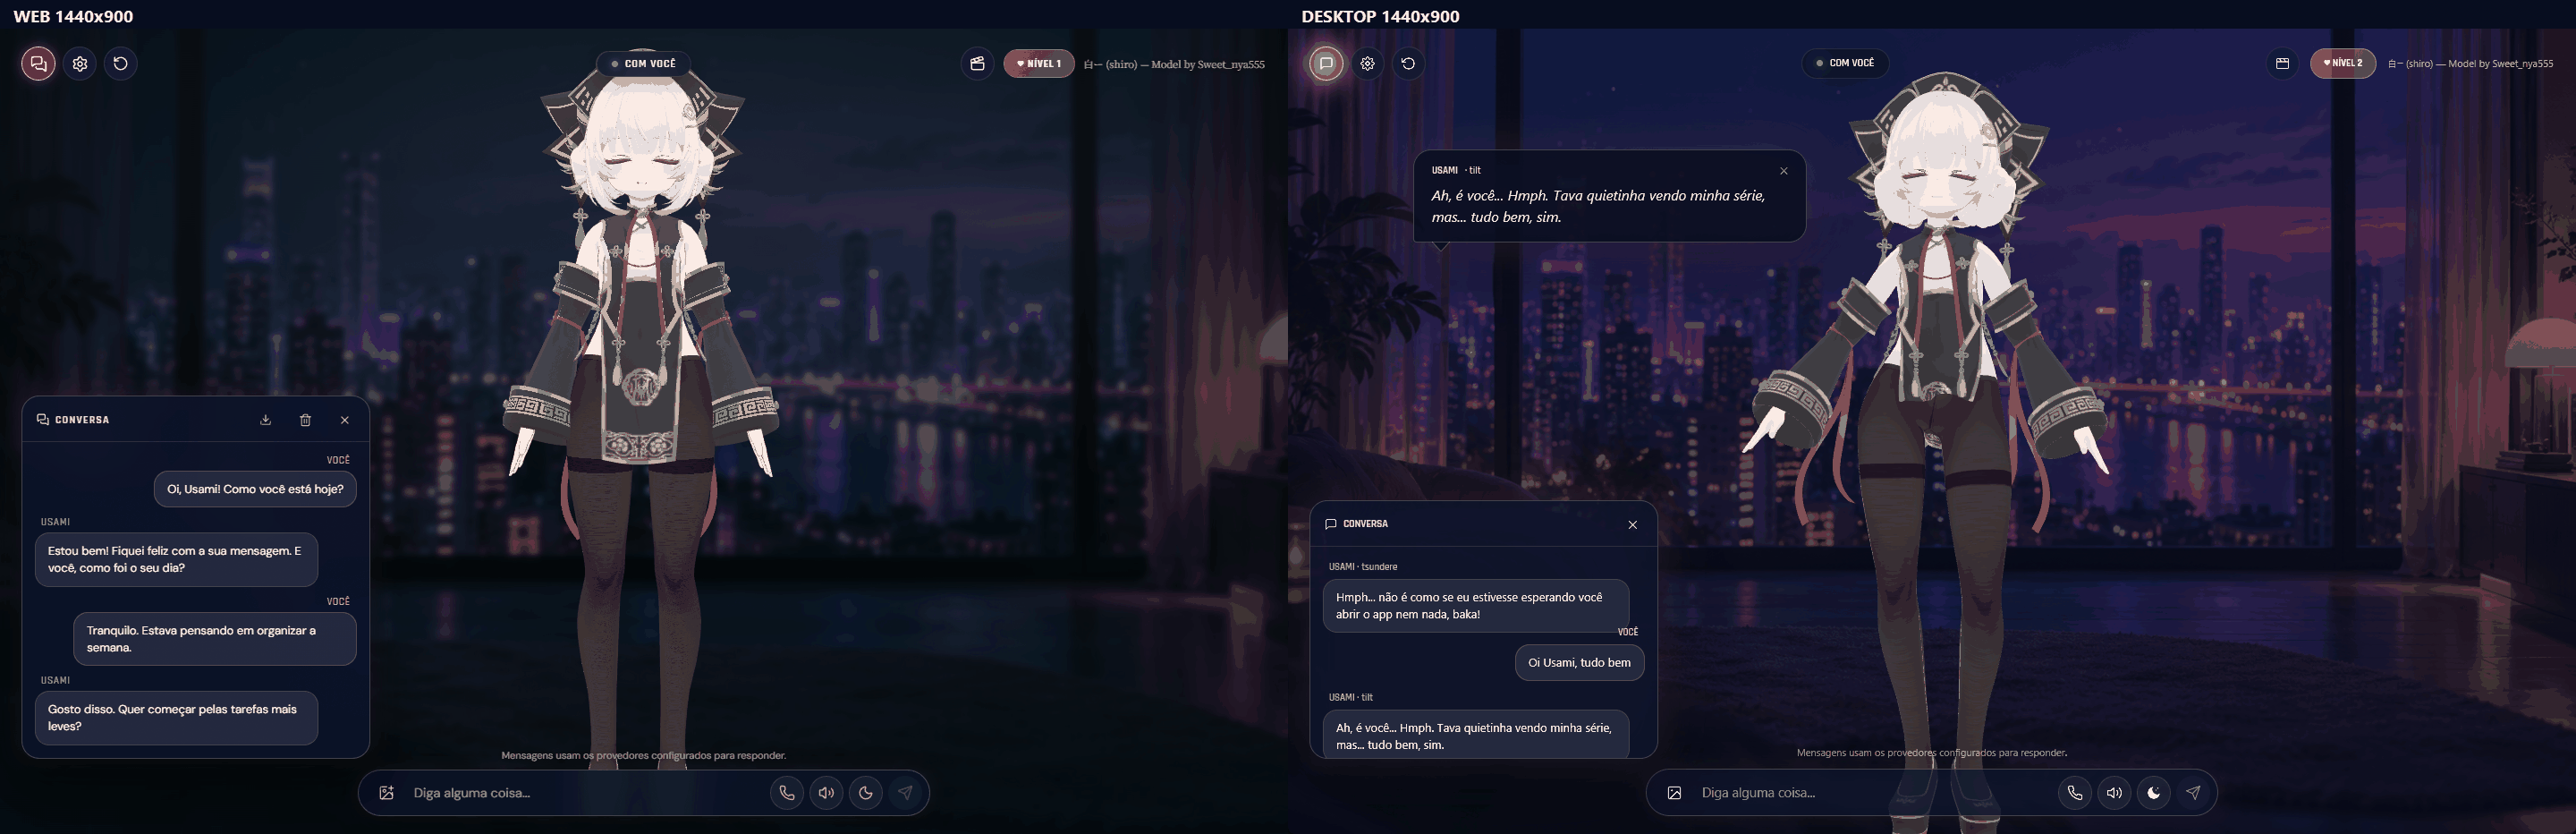 WEB 1440x900
COM VOCÊ
NÍVEL 1
白一 (shiro) — Model by Sweet_nya555
CONVERSA
VOCÊ
Oi, Usami! Como você está hoje?
USAMI
Estou bem! Fiquei feliz com a sua mensagem. E
você, como foi o seu dia?
VOCÊ
Tranquilo. Estava pensando em organizar a
semana.
USAMI
Gosto disso. Quer começar pelas tarefas mais
leves?
Mensagens usam os provedores configurados para responder.
Diga alguma coisa...
DESKTOP 1440x900
COM VOCÊ
NÍVEL 2
白一 (shiro) — Model by Sweet_nya555
USAMI · tilt
Ah, é você... Hmph. Tava quietinha vendo minha série,
mas... tudo bem, sim.
CONVERSA
USAMI · tsundere
Hmph... não é como se eu estivesse esperando você
abrir o app nem nada, baka!
VOCÊ
Oi Usami, tudo bem
USAMI · tilt
Ah, é você... Hmph. Tava quietinha vendo minha série,
mas... tudo bem, sim.
Mensagens usam os provedores configurados para responder.
Diga alguma coisa...